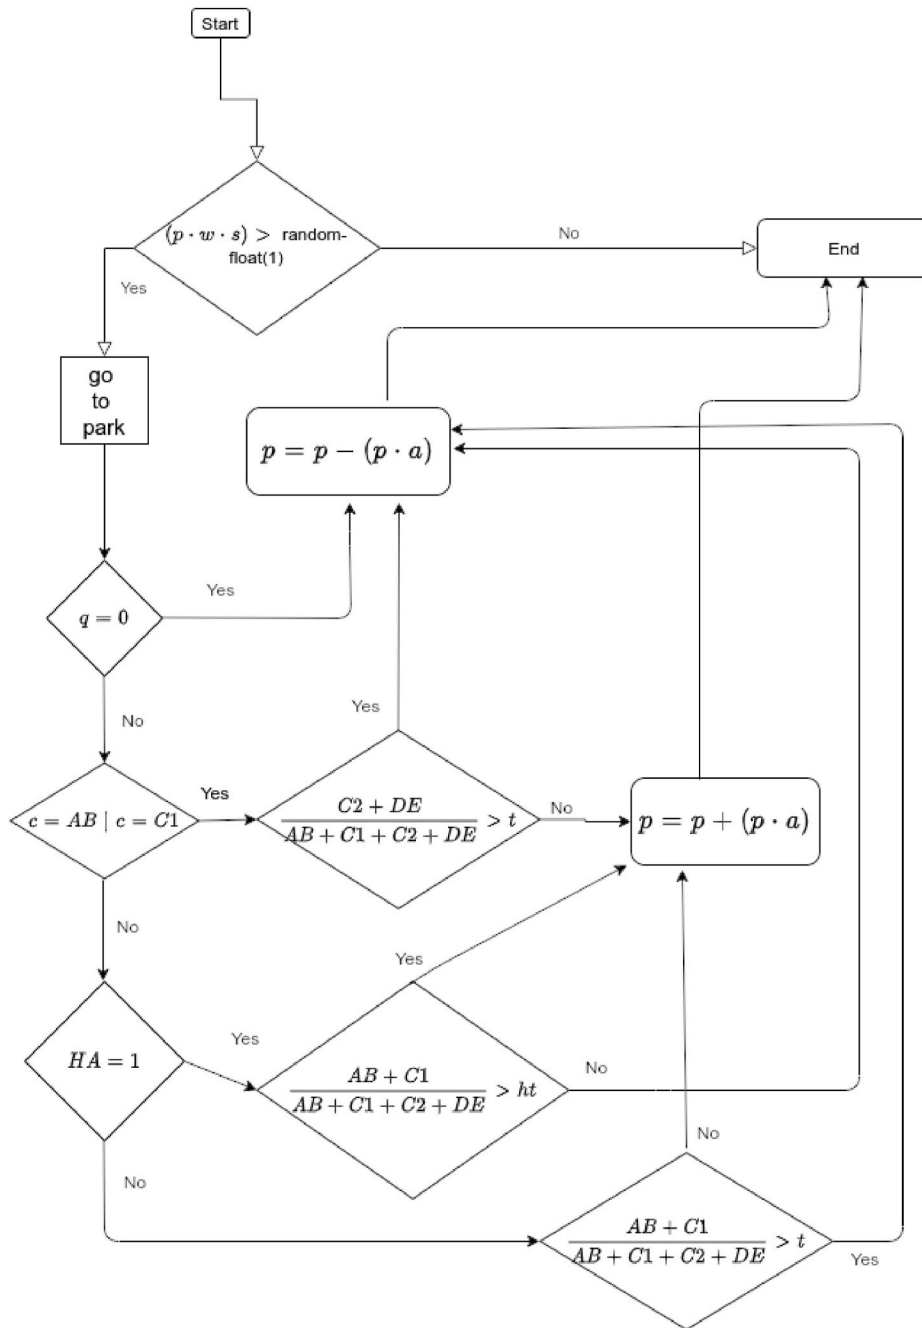 Start
(p · w · s) > random-
float(1)
No
End
Yes
go
to
park
p = p − (p · a)
q = 0
Yes
No
Yes
c = AB | c = C1
Yes
C2 + DE
AB + C1 + C2 + DE > t
No
p = p + (p · a)
No
Yes
HA = 1
Yes
AB + C1
AB + C1 + C2 + DE > ht
No
No
No
AB + C1
AB + C1 + C2 + DE > t
Yes